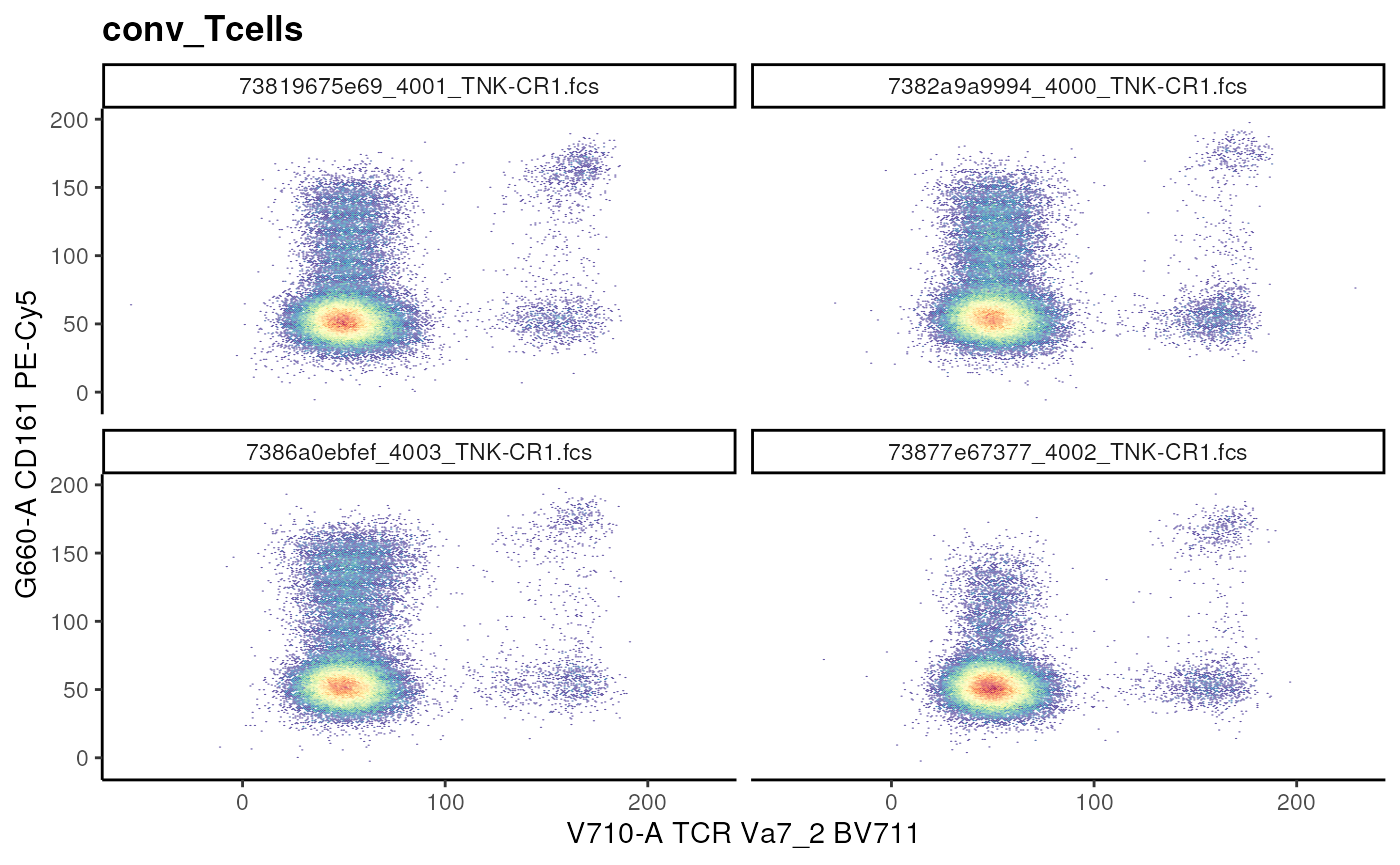 conv_Tcells
73819675e69_4001_TNK-CR1.fcs
7382a9a9994_4000_TNK-CR1.fcs
200
150
100
50
0
7386a0ebfef_4003_TNK-CR1.fcs
73877e67377_4002_TNK-CR1.fcs
200
150
100
50
0
G660-A CD161 PE-Cy5
0
100
200
0
100
200
V710-A TCR Va7_2 BV711